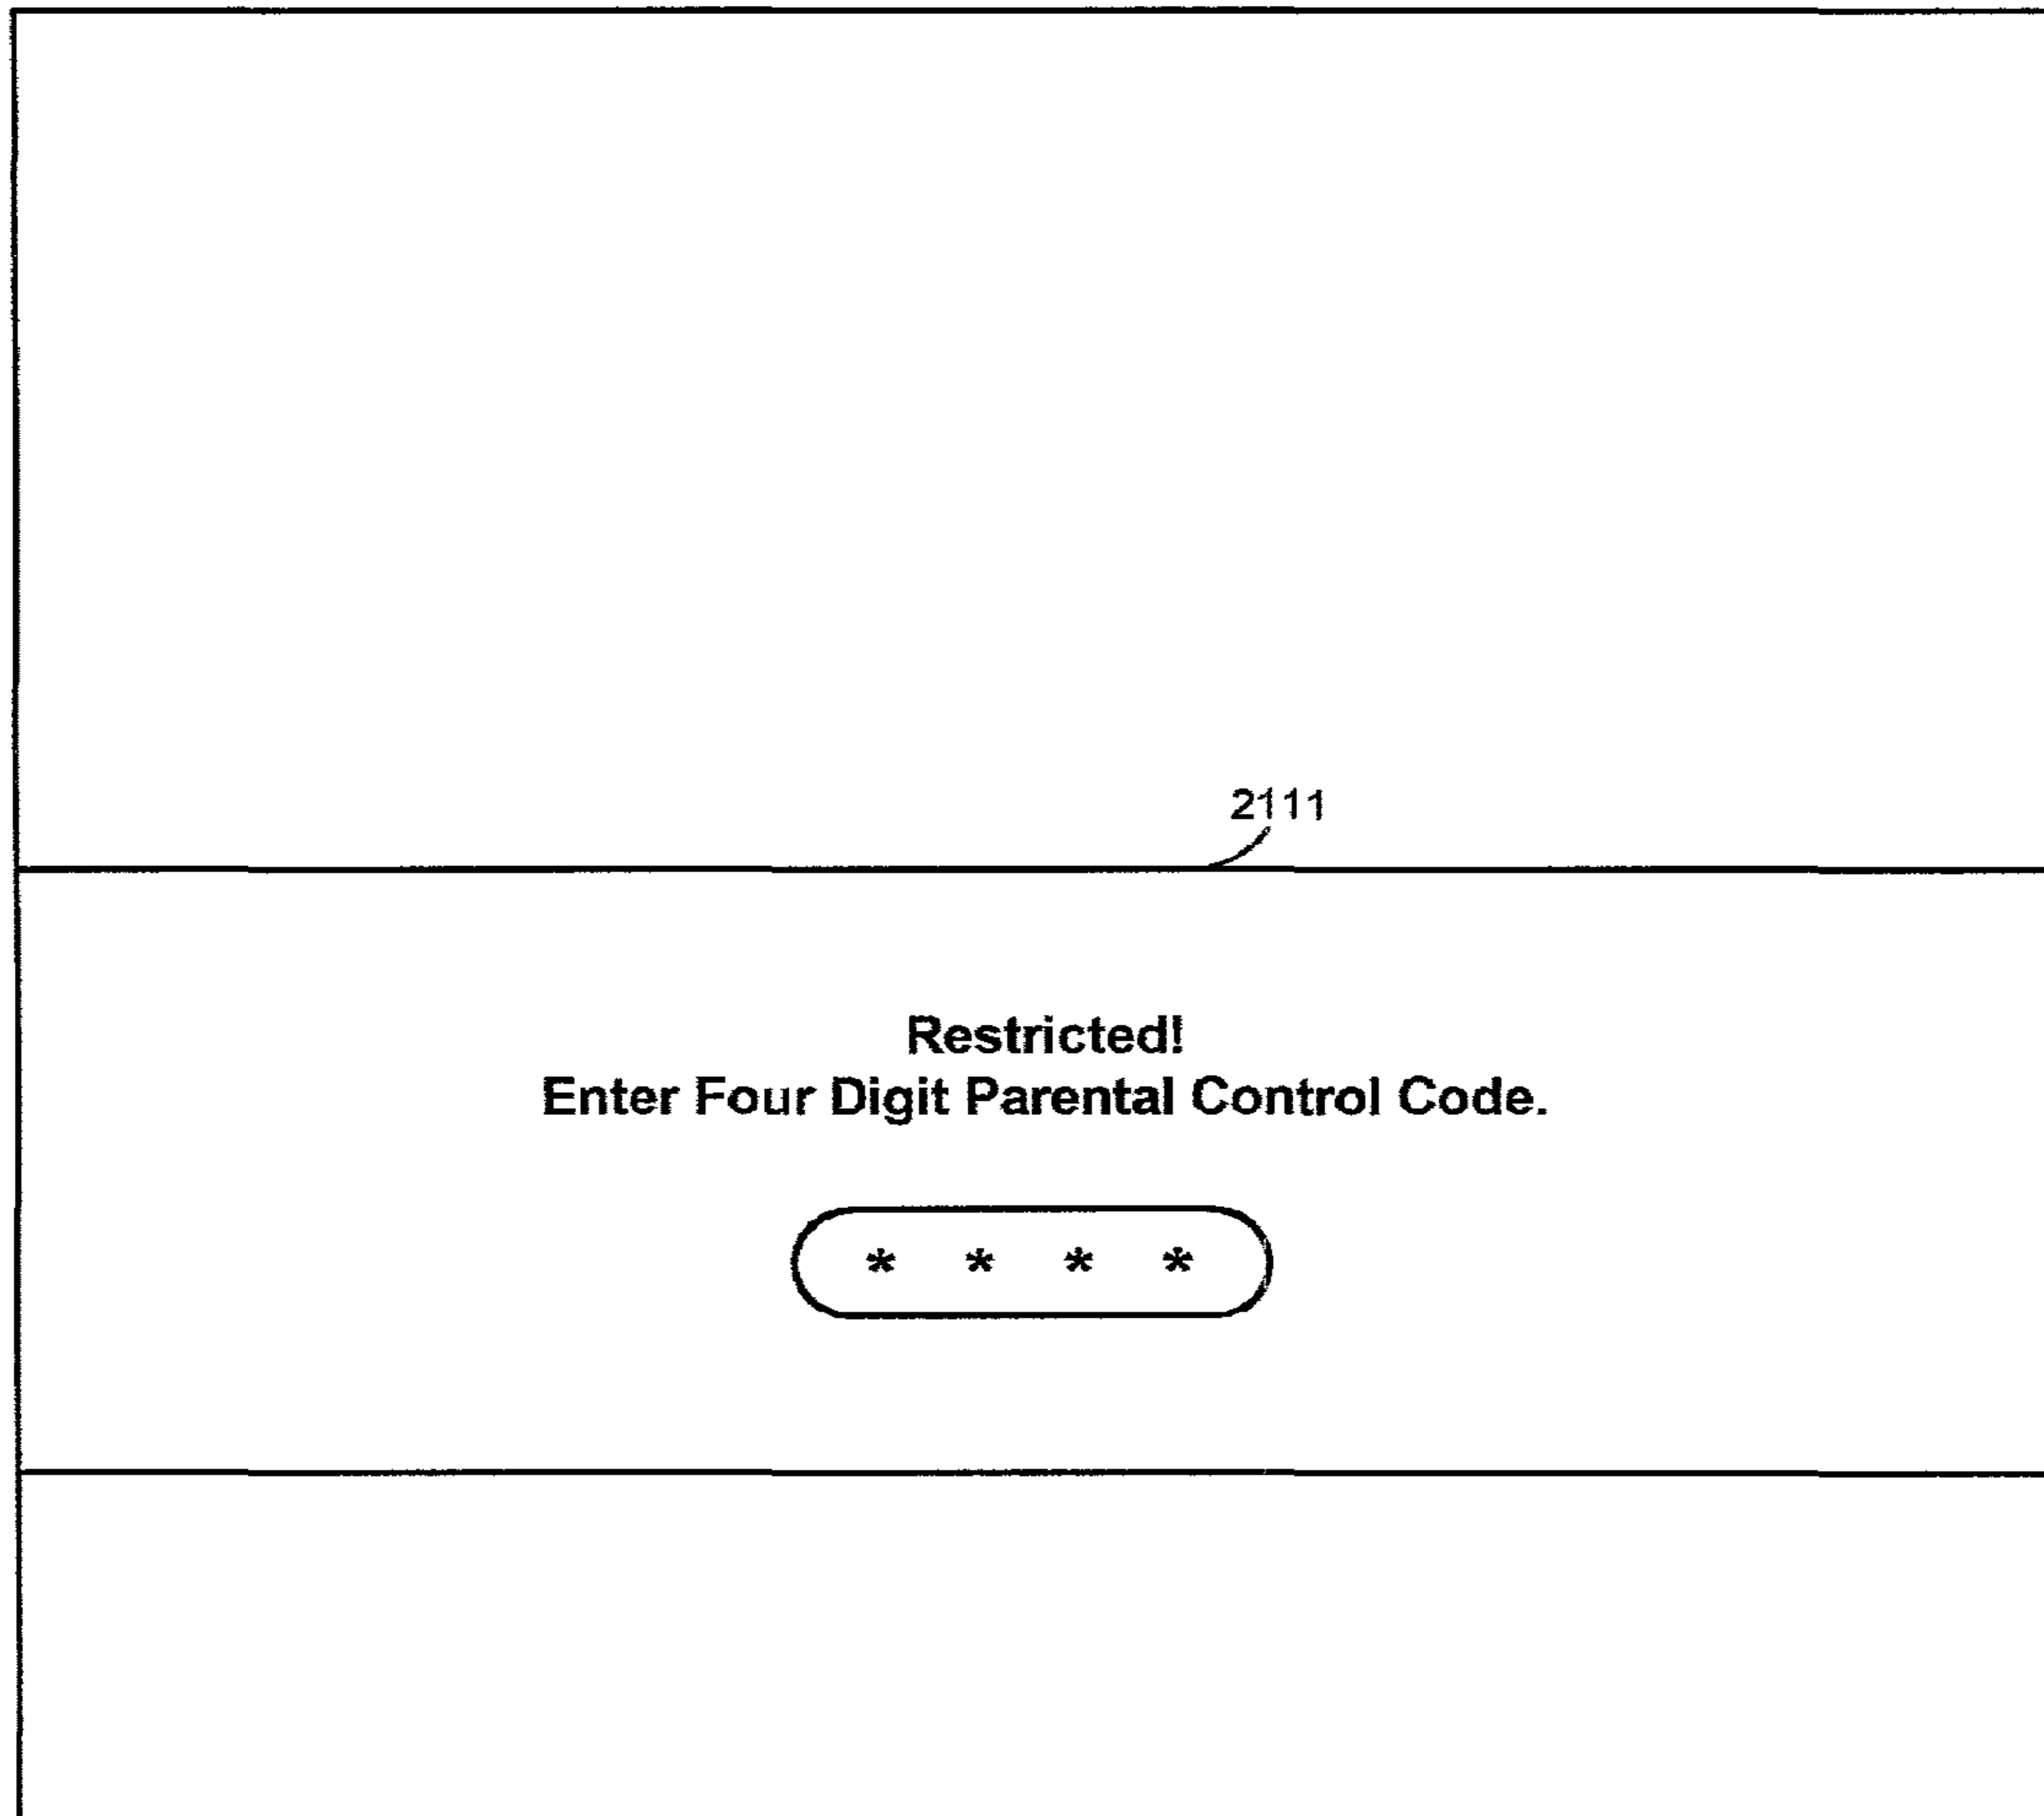 2111
Restricted!
Enter Four Digit Parental Control Code.
* * * *